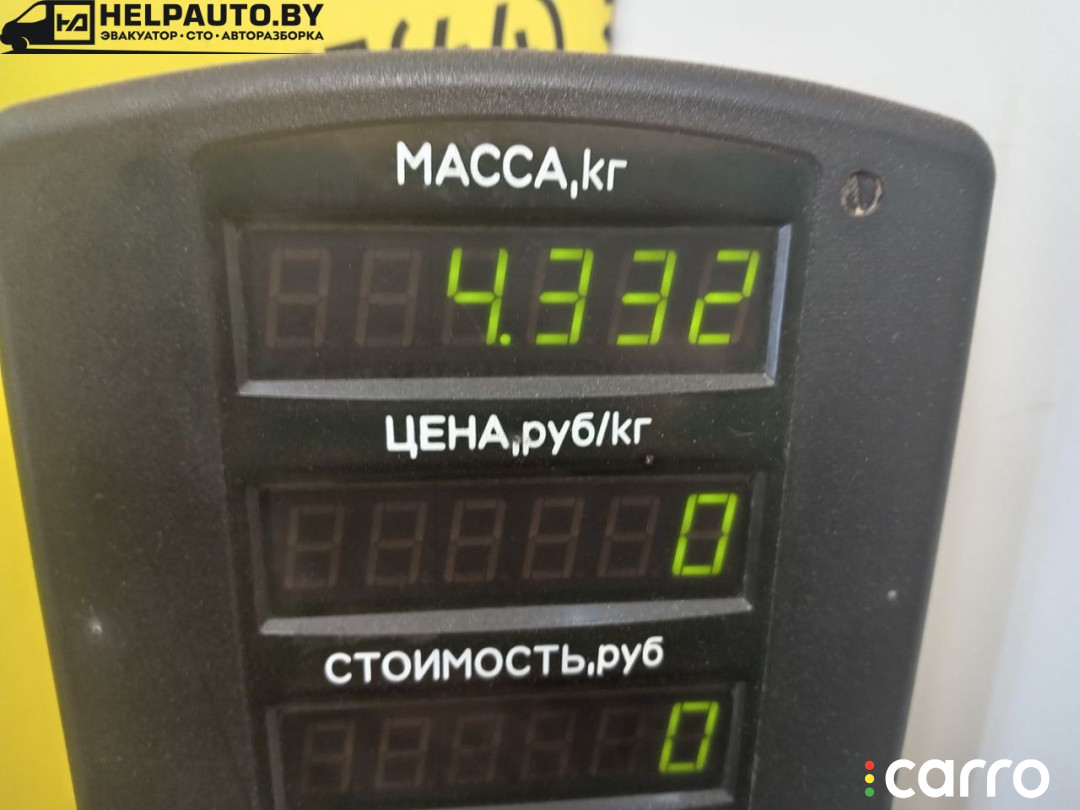 HELPAUTO.BY
ЭВАКУАТОР • СТО • АВТОРАЗБОРКА
МАССА,кг
4.332
ЦЕНА,руб/кг
0
СТОИМОСТЬ,руб
0
carro